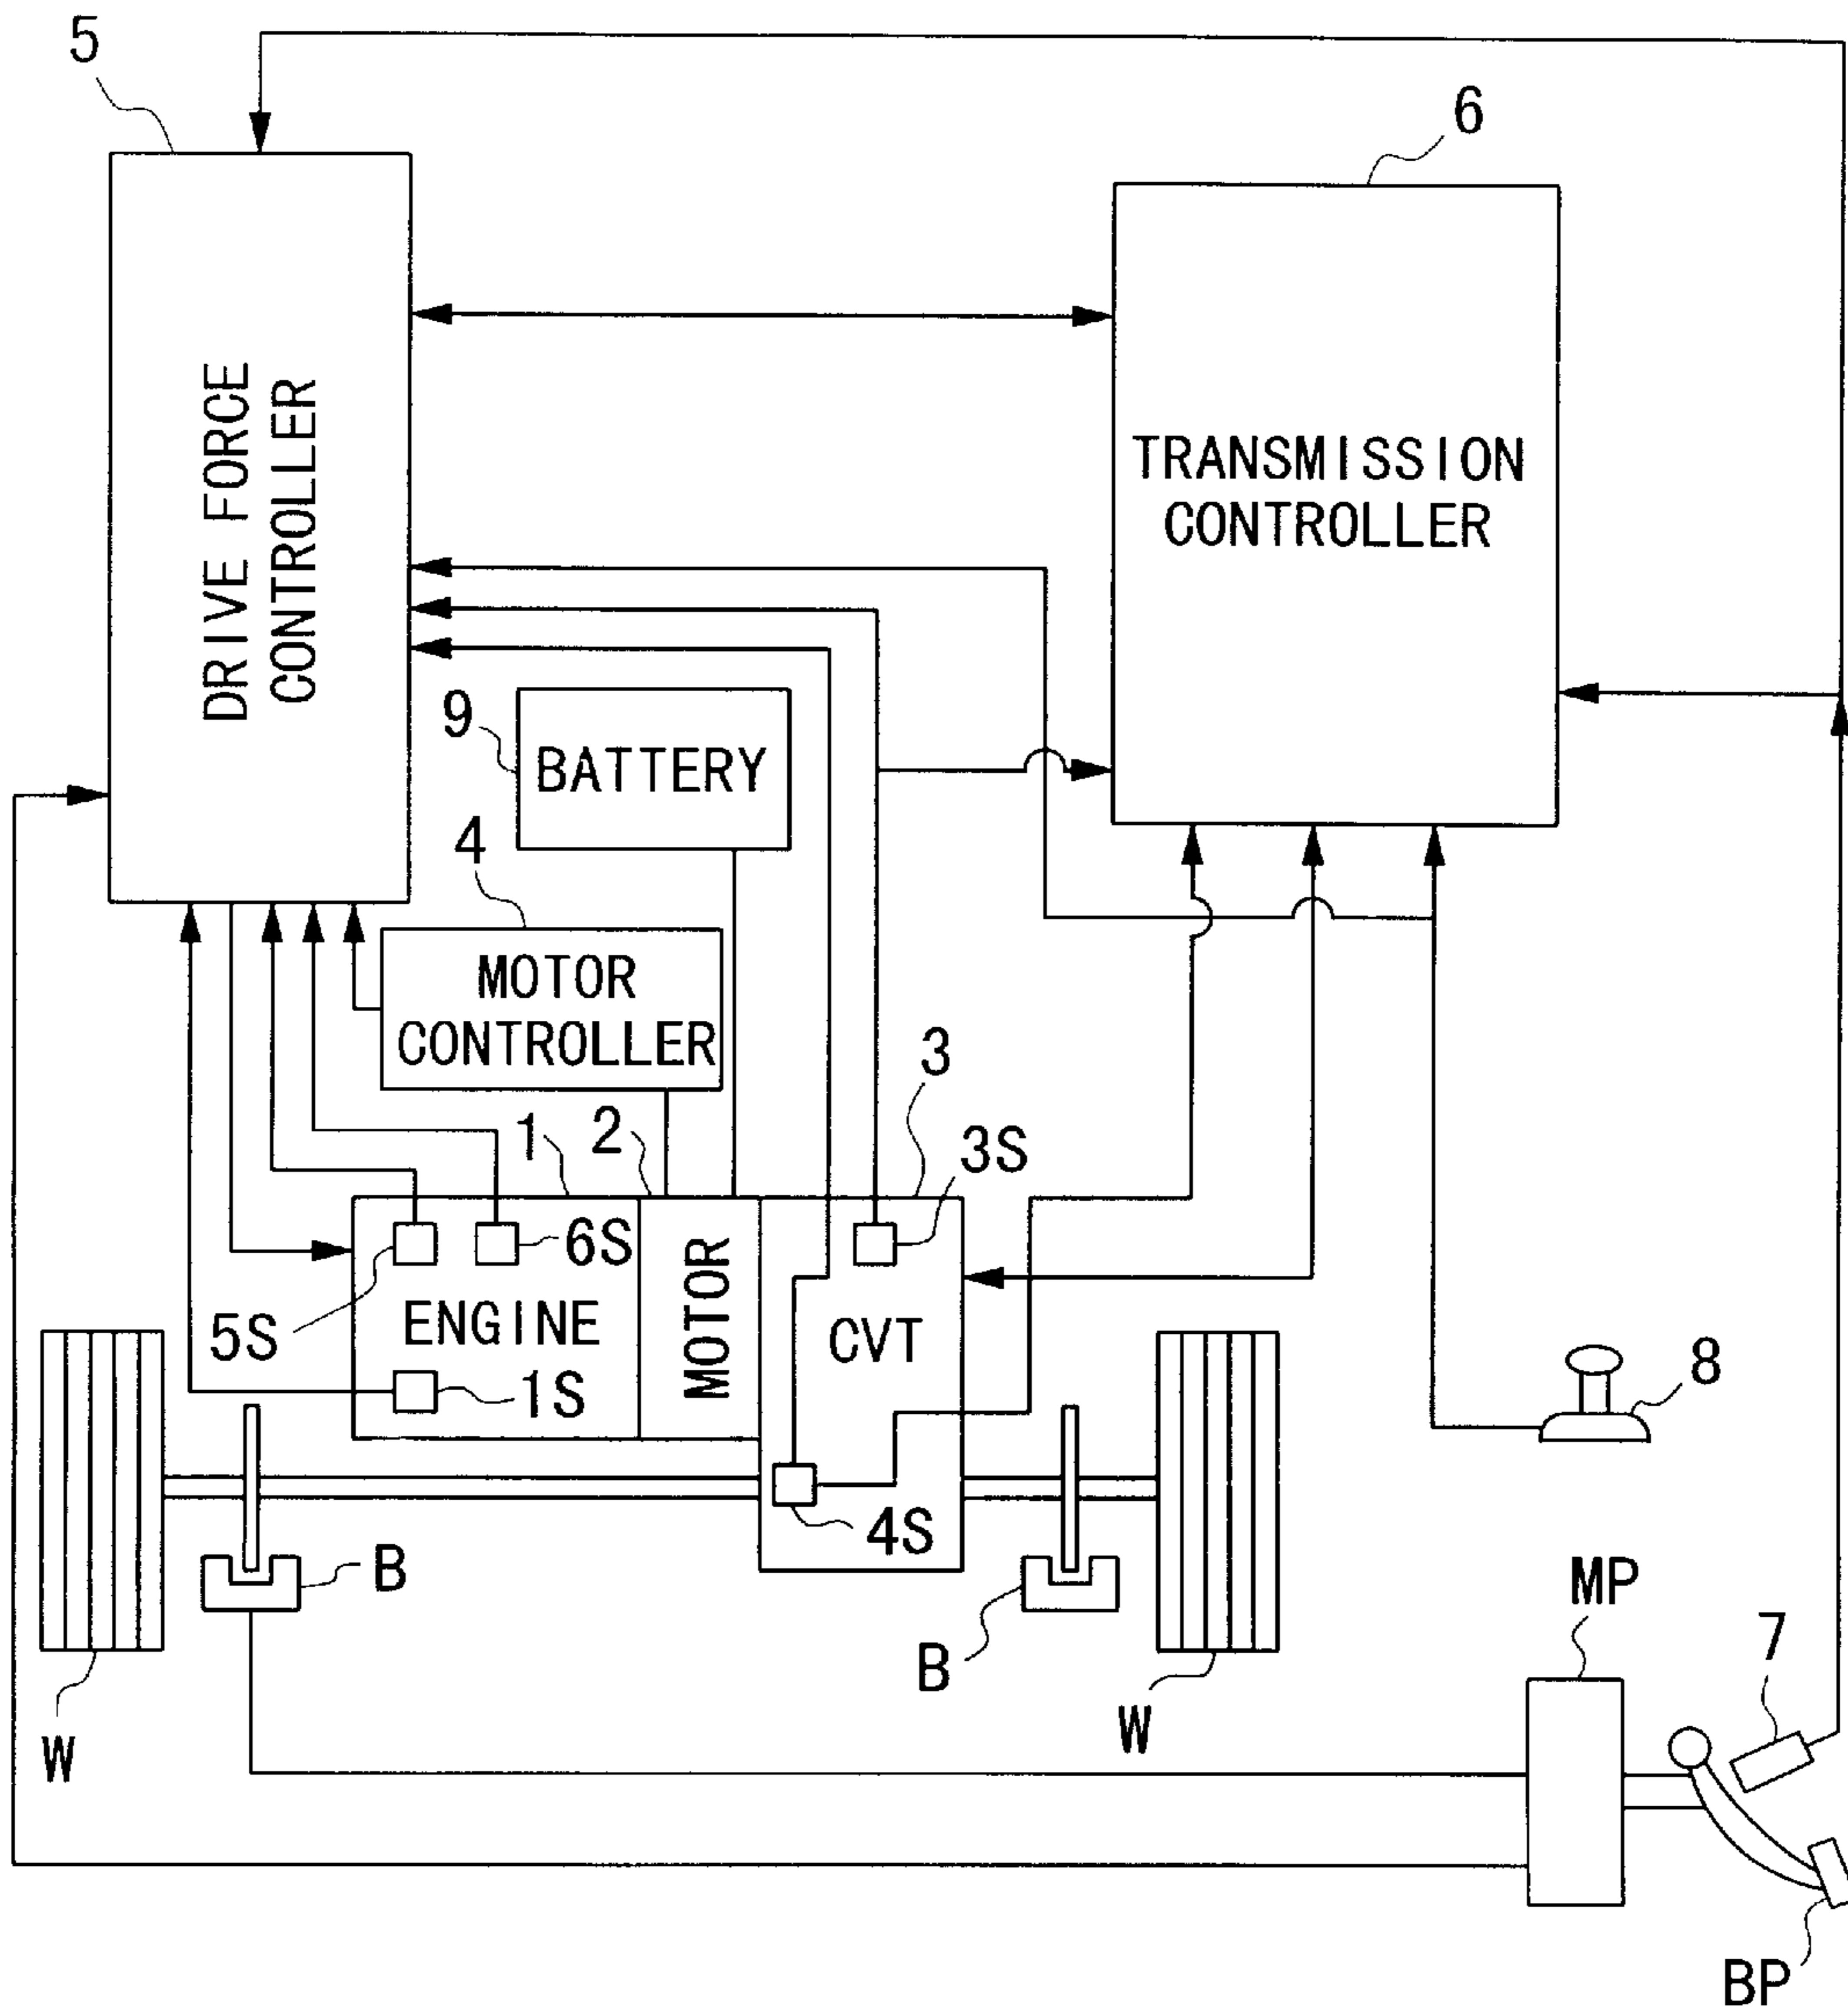 5
6
DRIVE FORCE
CONTROLLER
TRANSMISSION
CONTROLLER
9
BATTERY
4
MOTOR
CONTROLLER
3
1
2
3S
6S
5S
ENGINE
MOTOR
CVT
1S
8
4S
B
B
MP
7
W
W
BP